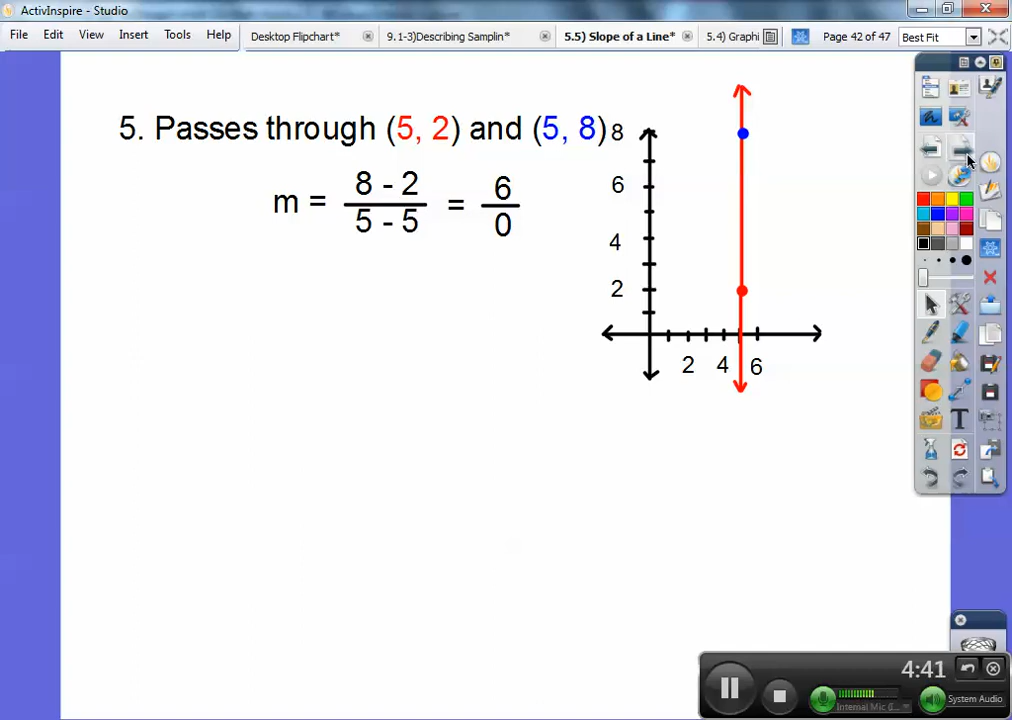 ActivInspire - Studio
File Edit View Insert Tools Help
Desktop Flipchart* 9.1-3)Describing Samplin* 5.5) Slope of a Line* 5.4) Graphi Page 42 of 47 Best Fit
5. Passes through (5, 2) and (5, 8)
m = 8 - 2 / 5 - 5 = 6 / 0
8
6
4
2
2 4 6
4:41
Internal Mic (I...
System Audio